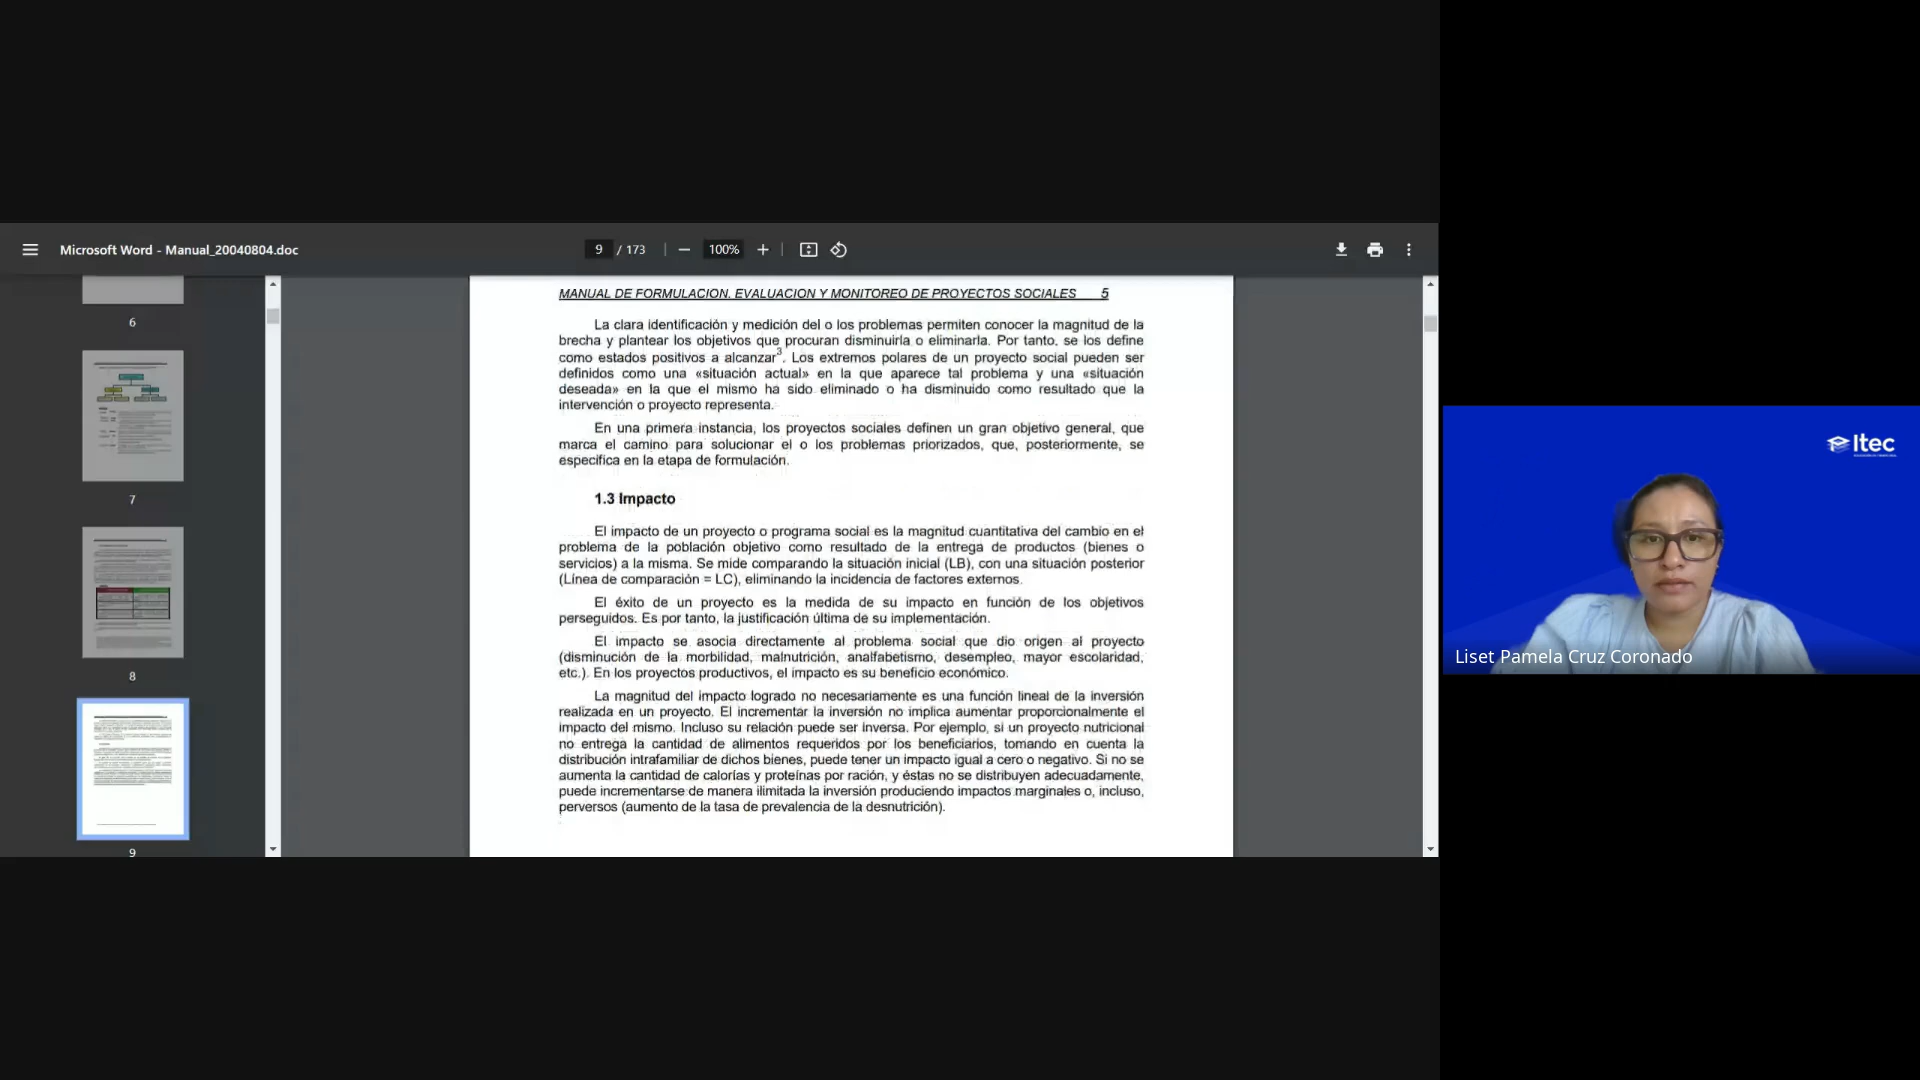 Microsoft Word - Manual_20040804.doc
9 / 173
100%
6
7
8
9
MANUAL DE FORMULACION, EVALUACION Y MONITOREO DE PROYECTOS SOCIALES 5
La clara identificación y medición del o los problemas permiten conocer la magnitud de la
brecha y plantear los objetivos que procuran disminuirla o eliminarla. Por tanto, se los define
como estados positivos a alcanzar3. Los extremos polares de un proyecto social pueden ser
definidos como una «situación actual» en la que aparece tal problema y una «situación
deseada» en la que el mismo ha sido eliminado o ha disminuido como resultado que la
intervención o proyecto representa.
En una primera instancia, los proyectos sociales definen un gran objetivo general, que
marca el camino para solucionar el o los problemas priorizados, que, posteriormente, se
especifica en la etapa de formulación.
1.3 Impacto
El impacto de un proyecto o programa social es la magnitud cuantitativa del cambio en el
problema de la población objetivo como resultado de la entrega de productos (bienes o
servicios) a la misma. Se mide comparando la situación inicial (LB), con una situación posterior
(Línea de comparación = LC), eliminando la incidencia de factores externos.
El éxito de un proyecto es la medida de su impacto en función de los objetivos
perseguidos. Es por tanto, la justificación última de su implementación.
El impacto se asocia directamente al problema social que dio origen al proyecto
(disminución de la morbilidad, malnutrición, analfabetismo, desempleo, mayor escolaridad,
etc.). En los proyectos productivos, el impacto es su beneficio económico.
La magnitud del impacto logrado no necesariamente es una función lineal de la inversión
realizada en un proyecto. El incrementar la inversión no implica aumentar proporcionalmente el
impacto del mismo. Incluso su relación puede ser inversa. Por ejemplo, si un proyecto nutricional
no entrega la cantidad de alimentos requeridos por los beneficiarios, tomando en cuenta la
distribución intrafamiliar de dichos bienes, puede tener un impacto igual a cero o negativo. Si no se
aumenta la cantidad de calorías y proteínas por ración, y éstas no se distribuyen adecuadamente,
puede incrementarse de manera ilimitada la inversión produciendo impactos marginales o, incluso,
perversos (aumento de la tasa de prevalencia de la desnutrición).
Itec
Liset Pamela Cruz Coronado